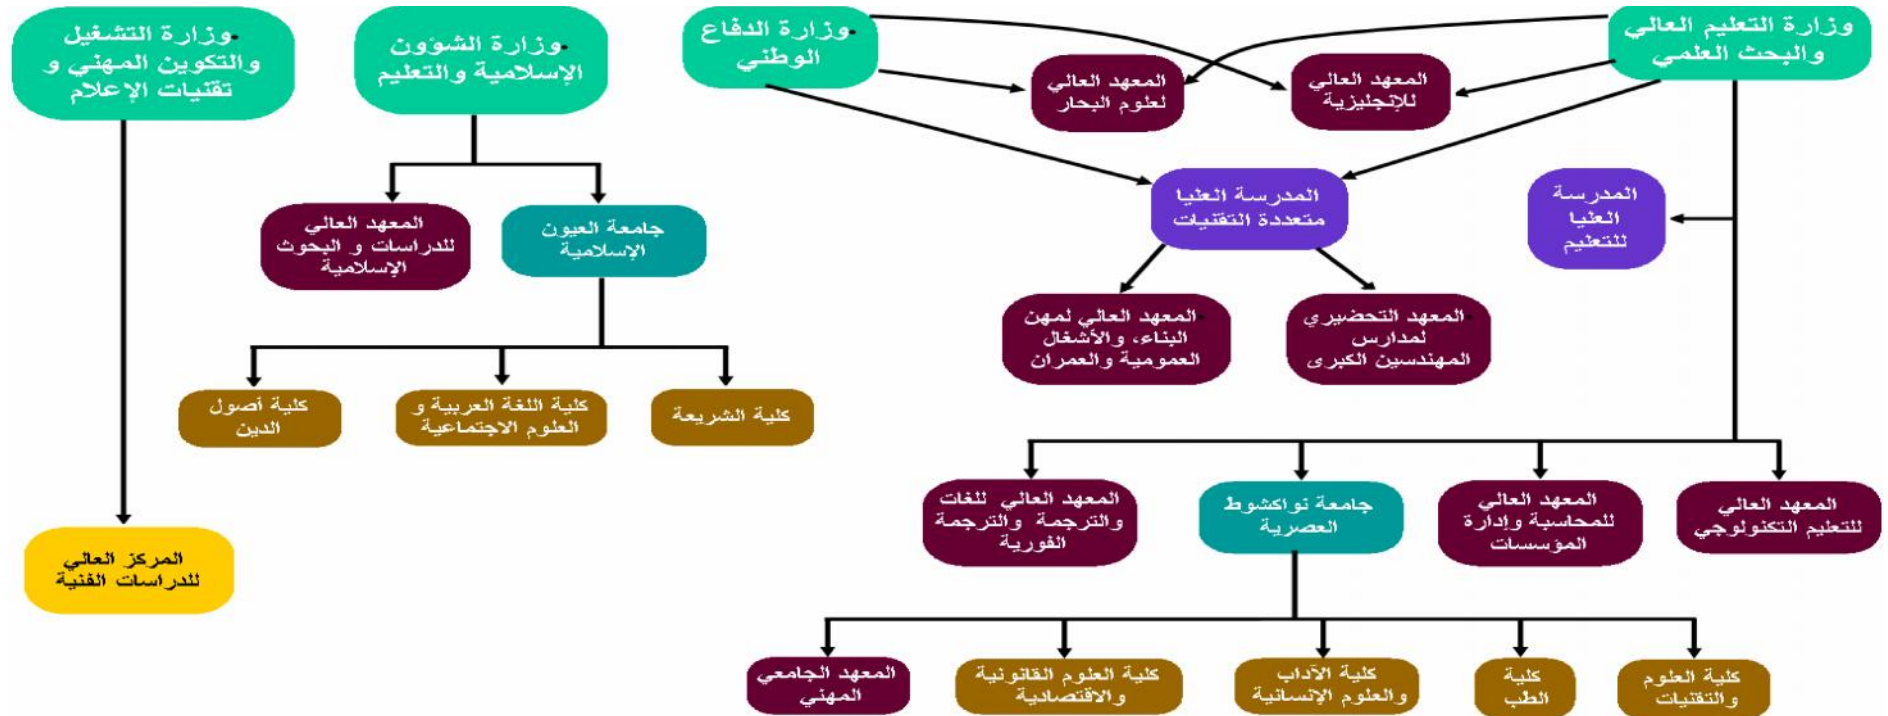 وزارة التعليم العالي
والبحث العلمي
وزارة الدفاع
الوطني
وزارة الشؤون
الإسلامية والتعليم
وزارة التشغيل
والتكوين المهني و
تقنيات الإعلام
المعهد العالي
للإنجليزية
المعهد العالي
لعلوم البحار
المدرسة
العليا
للتعليم
المدرسة العليا
متعددة التقنيات
جامعة العيون
الإسلامية
المعهد العالي
للدراسات و البحوث
الإسلامية
المعهد التحضيري
لمدارس
المهندسين الكبرى
المعهد العالي لمهن
البناء، والأشغال
العمومية والعمران
كلية الشريعة
كلية اللغة العربية و
العلوم الاجتماعية
كلية أصول
الدين
المعهد العالي
للتعليم التكنولوجي
المعهد العالي
للمحاسبة وإدارة
المؤسسات
جامعة نواكشوط
العصرية
المعهد العالي للغات
والترجمة والترجمة
الفورية
المركز العالي
للدراسات الفنية
كلية العلوم
والتقنيات
كلية
الطب
كلية الآداب
والعلوم الإنسانية
كلية العلوم القانونية
والاقتصادية
المعهد الجامعي
المهني